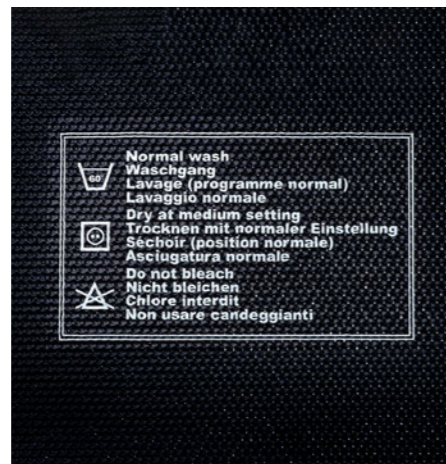 60°
Normal wash
Waschgang
Lavage (programme normal)
Lavaggio normale
Dry at medium setting
Trocknen mit normaler Einstellung
Séchoir (position normale)
Asciugatura normale
Do not bleach
Nicht bleichen
Chlore interdit
Non usare candeggianti